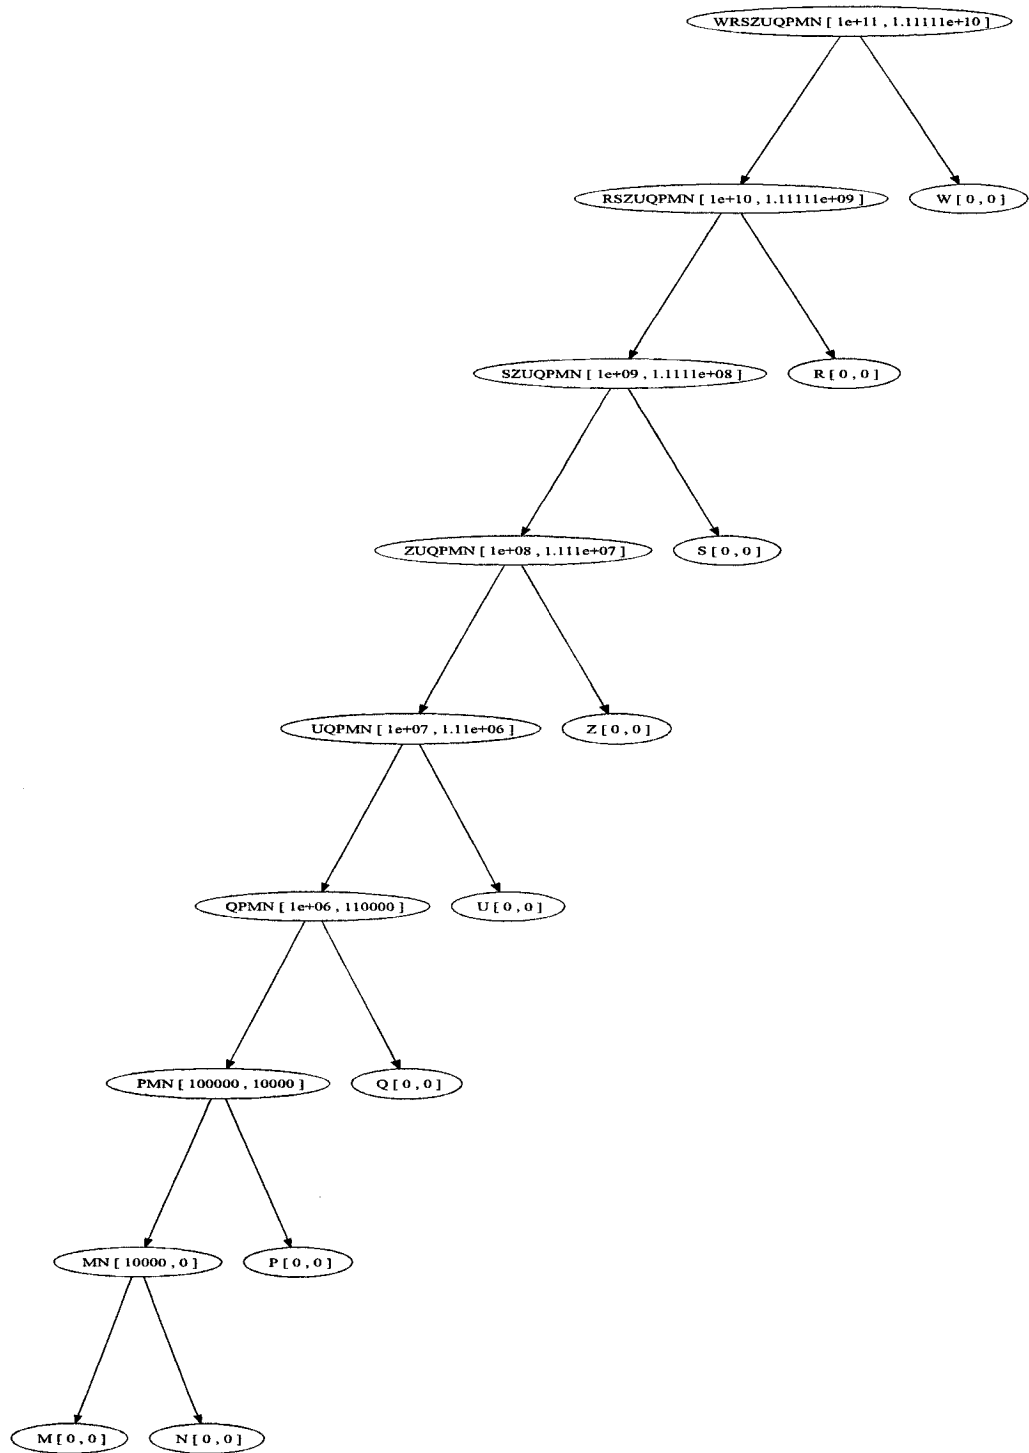 WRSZUQPMN [ 1e+11 , 1.11111e+10 ]
RSZUQPMN [ 1e+10 , 1.11111e+09 ]
W [ 0 , 0 ]
SZUQPMN [ 1e+09 , 1.1111e+08 ]
R [ 0 , 0 ]
ZUQPMN [ 1e+08 , 1.111e+07 ]
S [ 0 , 0 ]
UQPMN [ 1e+07 , 1.11e+06 ]
Z [ 0 , 0 ]
QPMN [ 1e+06 , 110000 ]
U [ 0 , 0 ]
PMN [ 100000 , 10000 ]
Q [ 0 , 0 ]
MN [ 10000 , 0 ]
P [ 0 , 0 ]
M [ 0 , 0 ]
N [ 0 , 0 ]